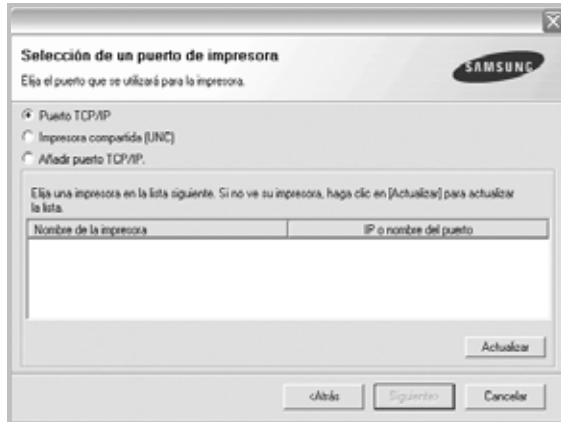 Selección de un puerto de impresora
Elija el puerto que se utilizará para la impresora.
SAMSUNG
Puerto TCP/IP
Impresora compartida (UNC)
Añadir puerto TCP/IP.
Elija una impresora en la lista siguiente. Si no ve su impresora, haga clic en [Actualizar] para actualizar
la lista.
Nombre de la impresora IP o nombre del puerto
Actualizar
<Atrás Siguiente> Cancelar